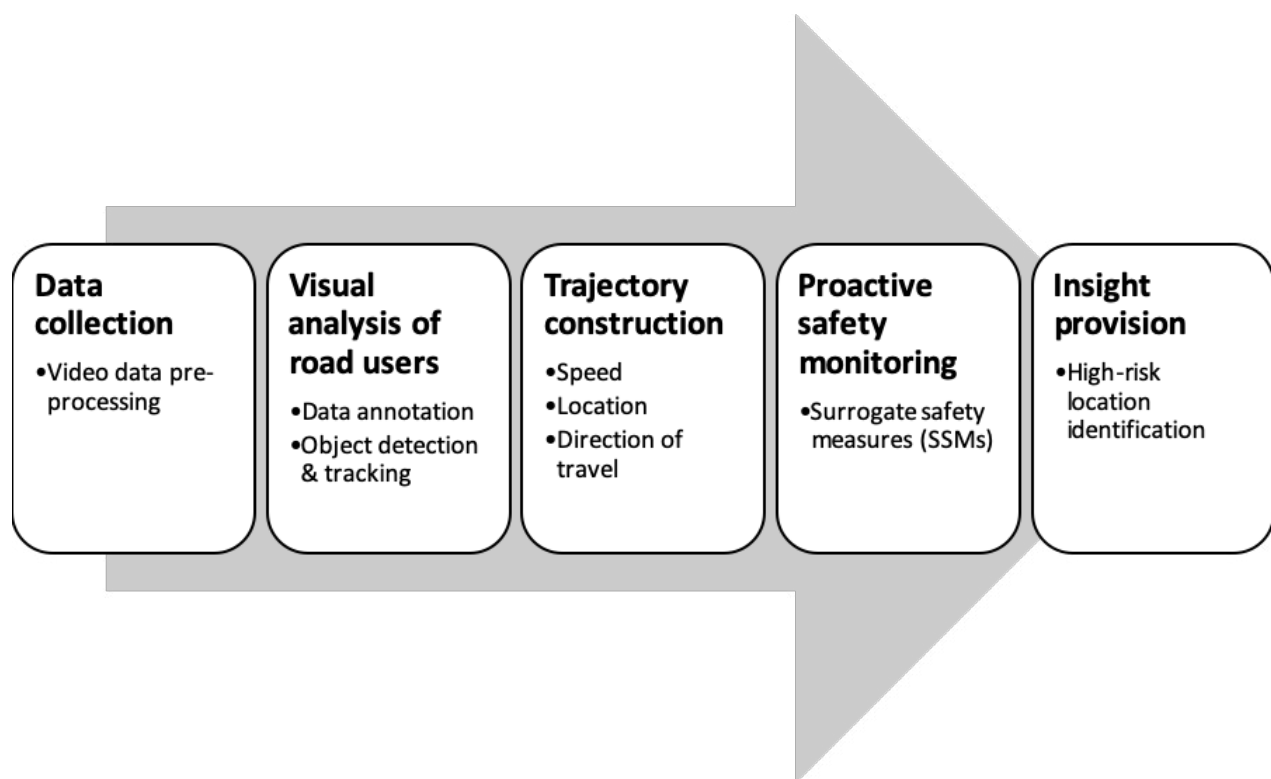 Data
collection
•Video data pre-
processing
Visual
analysis of
road users
•Data annotation
•Object detection
& tracking
Trajectory
construction
•Speed
•Location
•Direction of
travel
Proactive
safety
monitoring
•Surrogate safety
measures (SSMs)
Insight
provision
•High-risk
location
identification